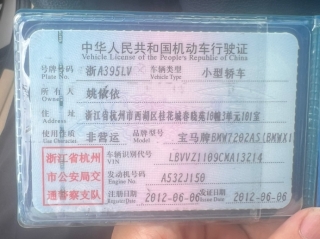 中华人民共和国机动车行驶证
Vehicle License of the People's Republic of China
号牌号码 浙A395LV 车辆类型 小型轿车
Plate No. Vehicle Type
所有人 姚依依
Owner
住址 浙江省杭州市西湖区桂花城春晓苑10幢3单元101室
Address
使用性质 非营运 品牌型号 宝马牌BMW7202AS(BMWX1
Use Character Model
浙江省杭州市公安局交通警察支队
车辆识别代号 LBVVZ1109CMA13214
VIN
发动机号码 A53ZJ150
Engine No.
注册日期 2012-06-06 发证日期 2012-06-06
Register Date Issue Date